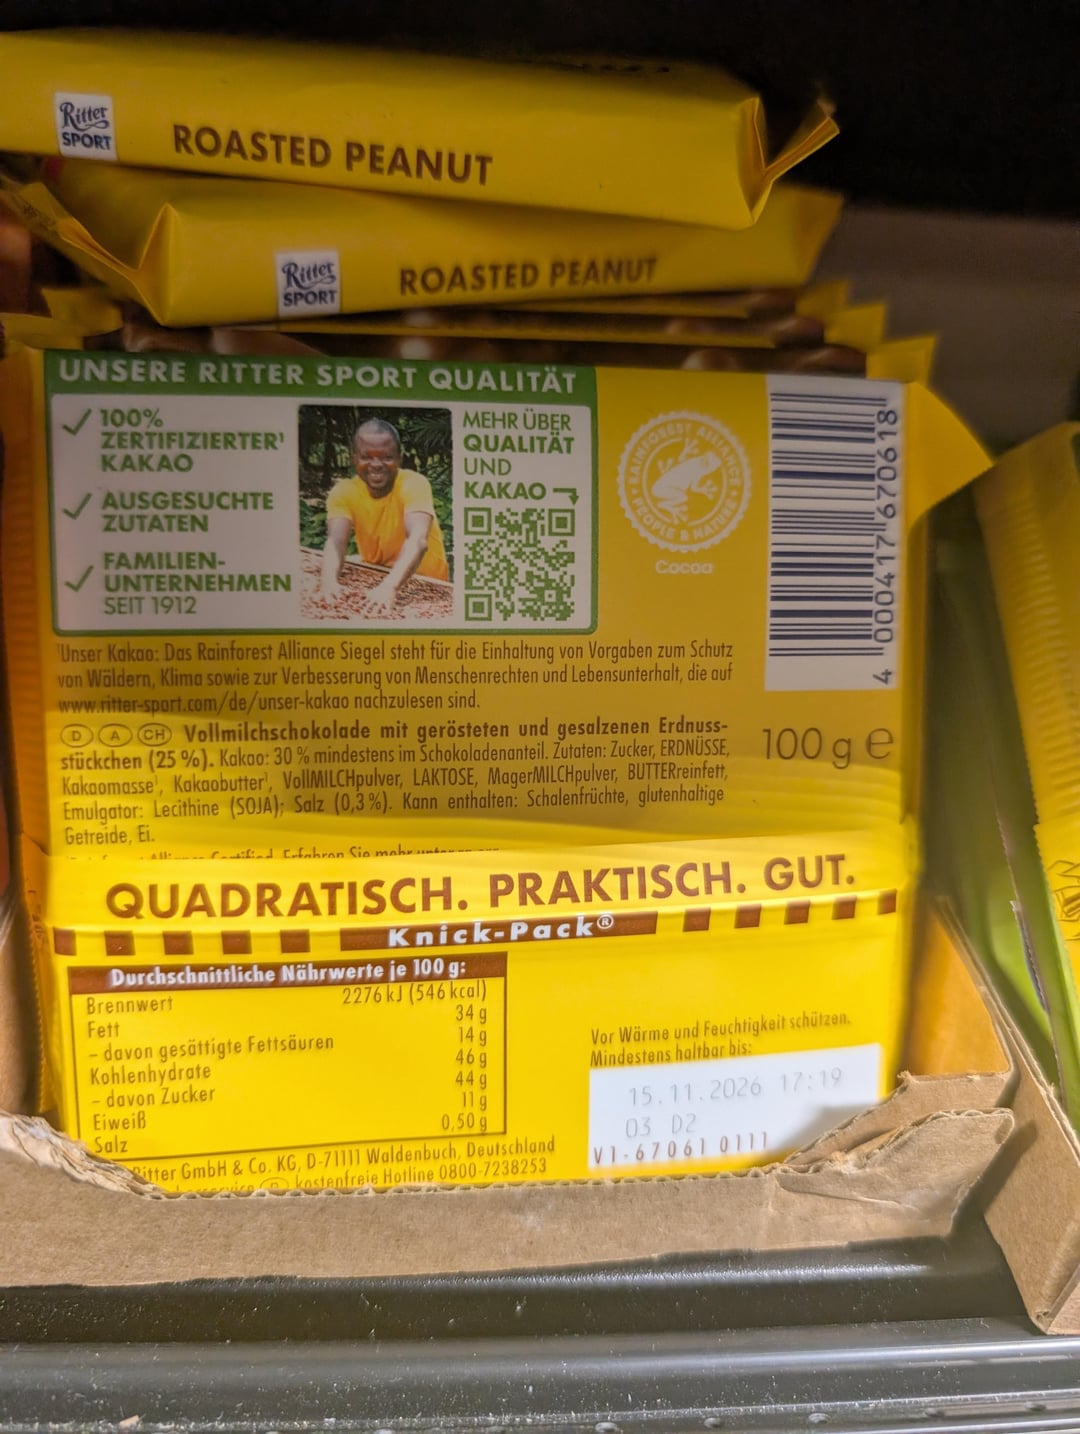 Ritter
SPORT
ROASTED PEANUT
Ritter
SPORT
ROASTED PEANUT
UNSERE RITTER SPORT QUALITÄT
100%
ZERTIFIZIERTER¹
KAKAO
AUSGESUCHTE
ZUTATEN
FAMILIEN-
UNTERNEHMEN
SEIT 1912
MEHR ÜBER
QUALITÄT
UND
KAKAO
RAINFOREST ALLIANCE
PEOPLE & NATURE
Cocoa
4 000417 670618
¹Unser Kakao: Das Rainforest Alliance Siegel steht für die Einhaltung von Vorgaben zum Schutz
von Wäldern, Klima sowie zur Verbesserung von Menschenrechten und Lebensunterhalt, die auf
www.ritter-sport.com/de/unser-kakao nachzulesen sind.
D A CH Vollmilchschokolade mit gerösteten und gesalzenen Erdnuss-
stückchen (25 %). Kakao: 30 % mindestens im Schokoladenanteil. Zutaten: Zucker, ERDNÜSSE,
Kakaomasse¹, Kakaobutter¹, VollMILCHpulver, LAKTOSE, MagerMILCHpulver, BUTTERreinfett,
Emulgator: Lecithine (SOJA); Salz (0,3 %). Kann enthalten: Schalenfrüchte, glutenhaltige
Getreide, Ei.
100 g e
Certified. Erfahren Sie mehr
QUADRATISCH. PRAKTISCH. GUT.
Knick-Pack®
Durchschnittliche Nährwerte je 100 g:
Brennwert 2276 kJ (546 kcal)
Fett 34 g
– davon gesättigte Fettsäuren 14 g
Kohlenhydrate 46 g
– davon Zucker 44 g
Eiweiß 11 g
Salz 0,50 g
Vor Wärme und Feuchtigkeit schützen.
Mindestens haltbar bis:
15.11.2026 17:19
03 D2
V1-67061 0111
Ritter GmbH & Co. KG, D-71111 Waldenbuch, Deutschland
D kostenfreie Hotline 0800-7238253